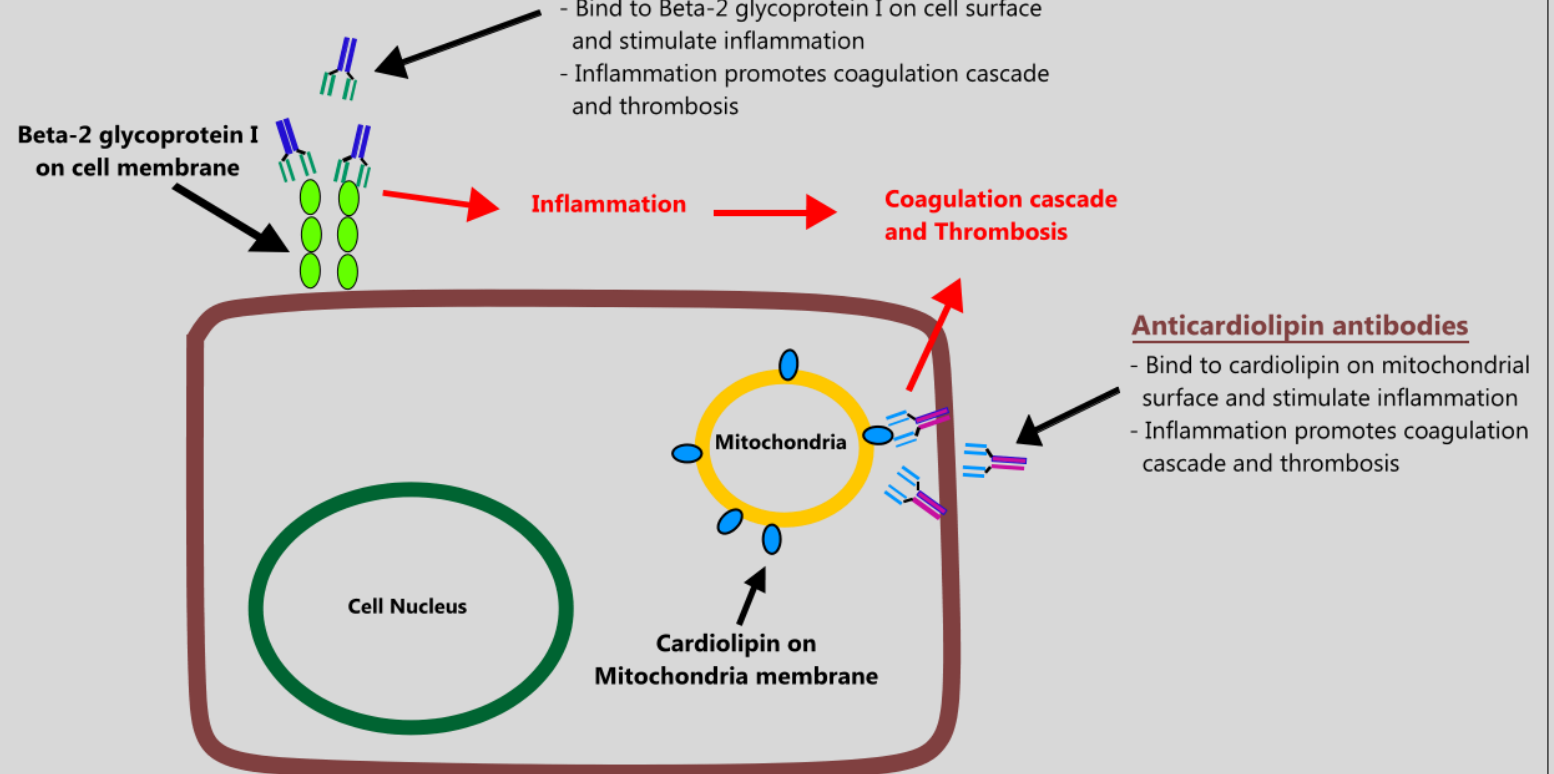 - Bind to Beta-2 glycoprotein I on cell surface
and stimulate inflammation
- Inflammation promotes coagulation cascade
and thrombosis
Beta-2 glycoprotein I
on cell membrane
Inflammation
Coagulation cascade
and Thrombosis
Anticardiolipin antibodies
- Bind to cardiolipin on mitochondrial
surface and stimulate inflammation
- Inflammation promotes coagulation
cascade and thrombosis
Mitochondria
Cell Nucleus
Cardiolipin on
Mitochondria membrane